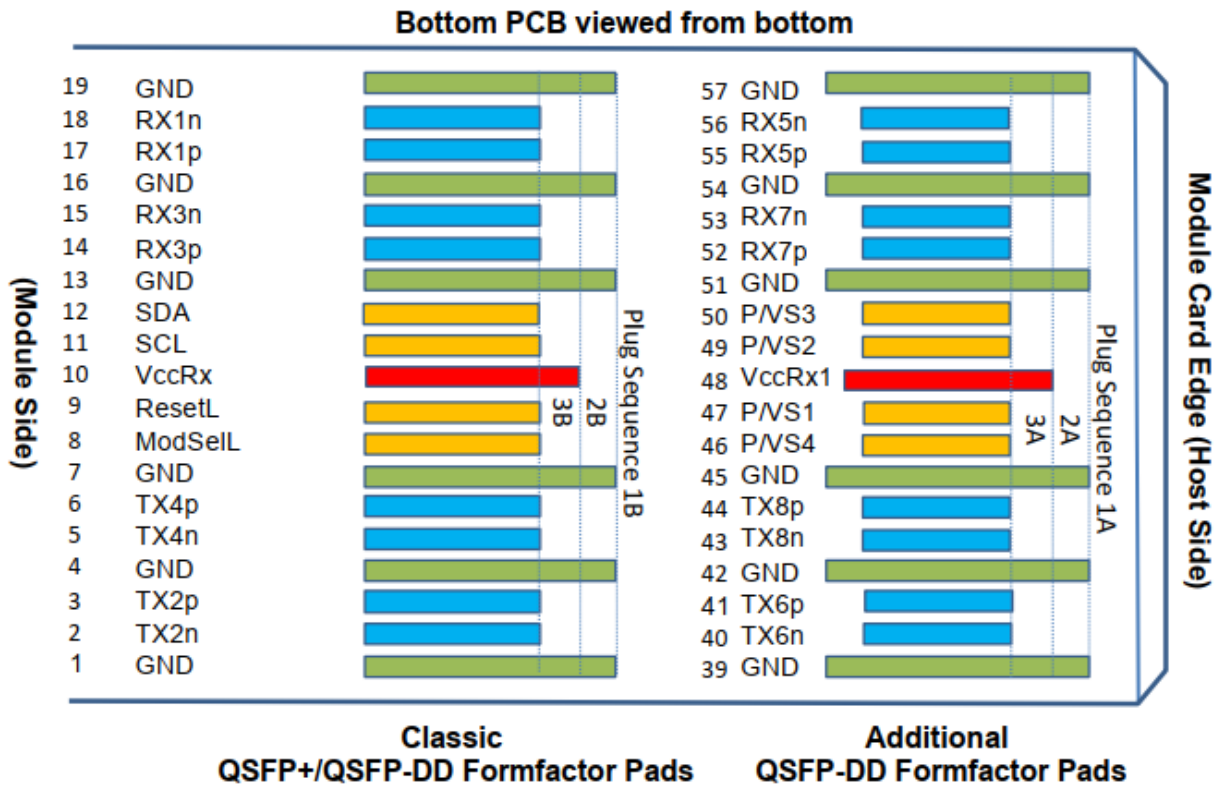 Bottom PCB viewed from bottom
19 GND
18 RX1n
17 RX1p
16 GND
15 RX3n
14 RX3p
13 GND
12 SDA
11 SCL
10 VccRx
9 ResetL
8 ModSelL
7 GND
6 TX4p
5 TX4n
4 GND
3 TX2p
2 TX2n
1 GND
(Module Side)
3B
2B
Plug Sequence 1B
57 GND
56 RX5n
55 RX5p
54 GND
53 RX7n
52 RX7p
51 GND
50 P/VS3
49 P/VS2
48 VccRx1
47 P/VS1
46 P/VS4
45 GND
44 TX8p
43 TX8n
42 GND
41 TX6p
40 TX6n
39 GND
3A
2A
Plug Sequence 1A
Module Card Edge (Host Side)
Classic
QSFP+/QSFP-DD Formfactor Pads
Additional
QSFP-DD Formfactor Pads